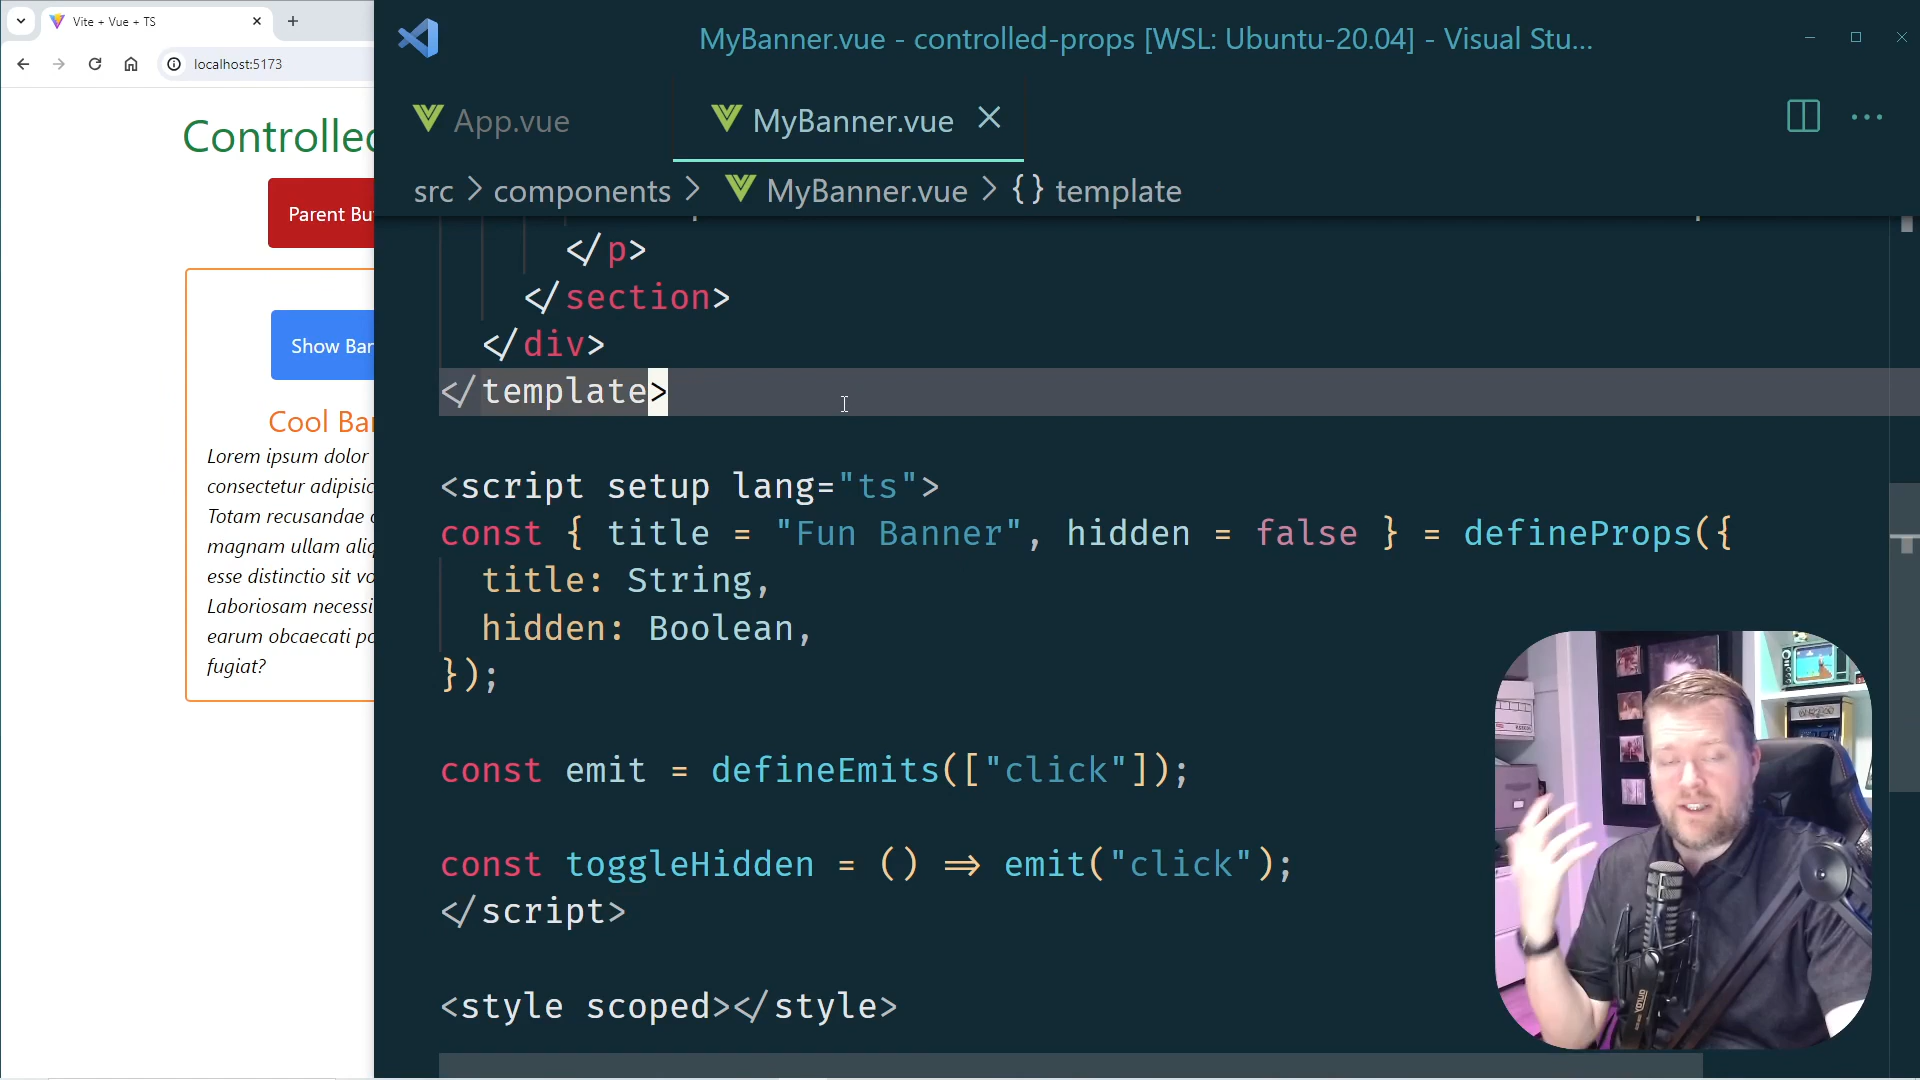 Vite + Vue + TS
localhost:5173
Controlled
Parent Bu
Show Bar
Cool Ba
Lorem ipsum dolor
consectetur adipisic
Totam recusandae
magnam ullam aliq
esse distinctio sit vo
Laboriosam necessi
earum obcaecati po
fugiat?
MyBanner.vue - controlled-props [WSL: Ubuntu-20.04] - Visual Stu...
App.vue
MyBanner.vue
src > components > MyBanner.vue > {} template
</p>
</section>
</div>
</template>
<script setup lang="ts">
const { title = "Fun Banner", hidden = false } = defineProps({
title: String,
hidden: Boolean,
});
const emit = defineEmits(["click"]);
const toggleHidden = () => emit("click");
</script>
<style scoped></style>